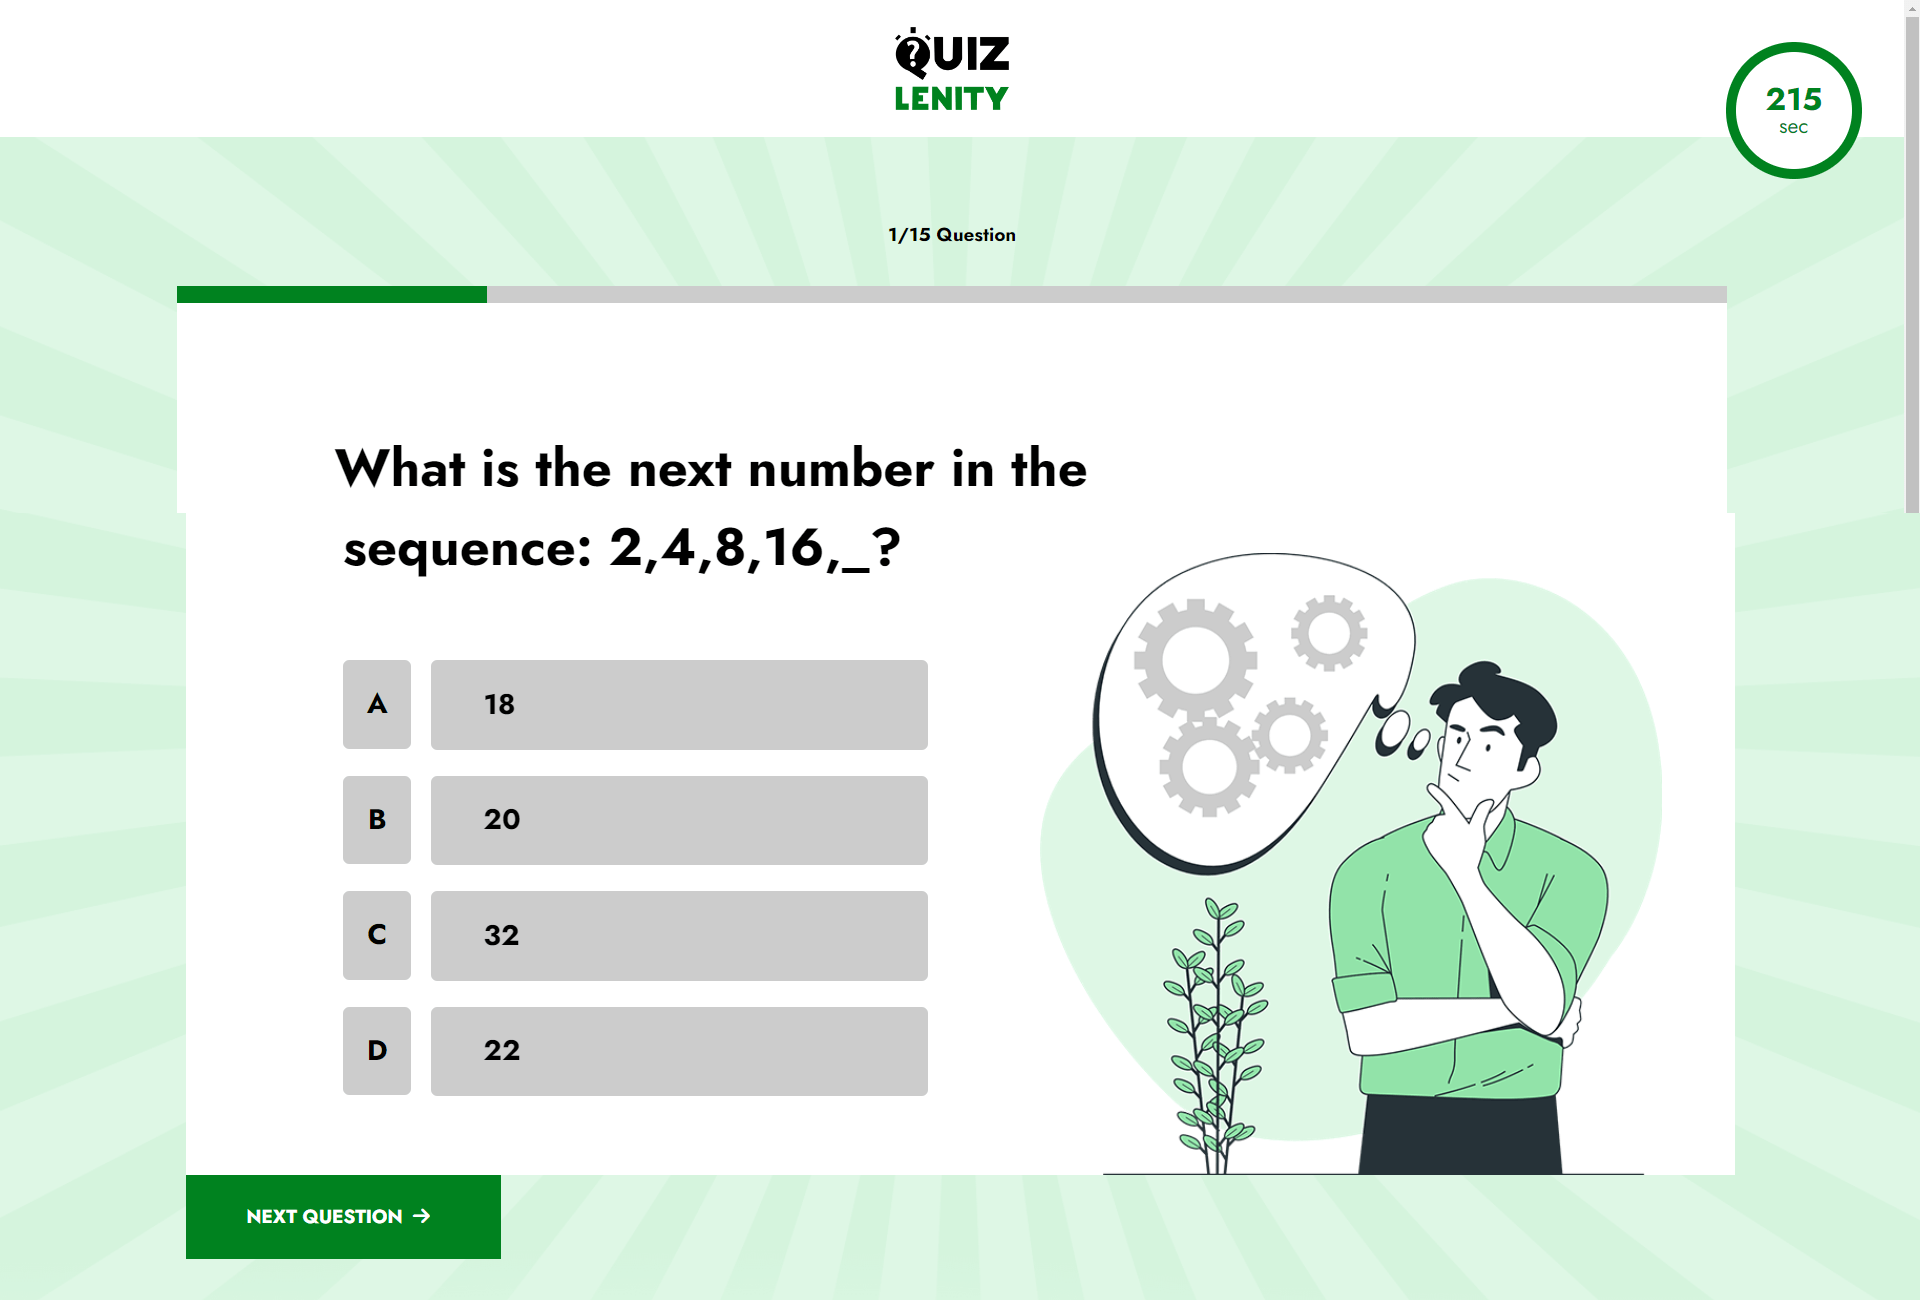 QUIZ
LENITY
215
sec
1/15 Question
What is the next number in the
sequence: 2,4,8,16,_?
A 18
B 20
C 32
D 22
NEXT QUESTION →